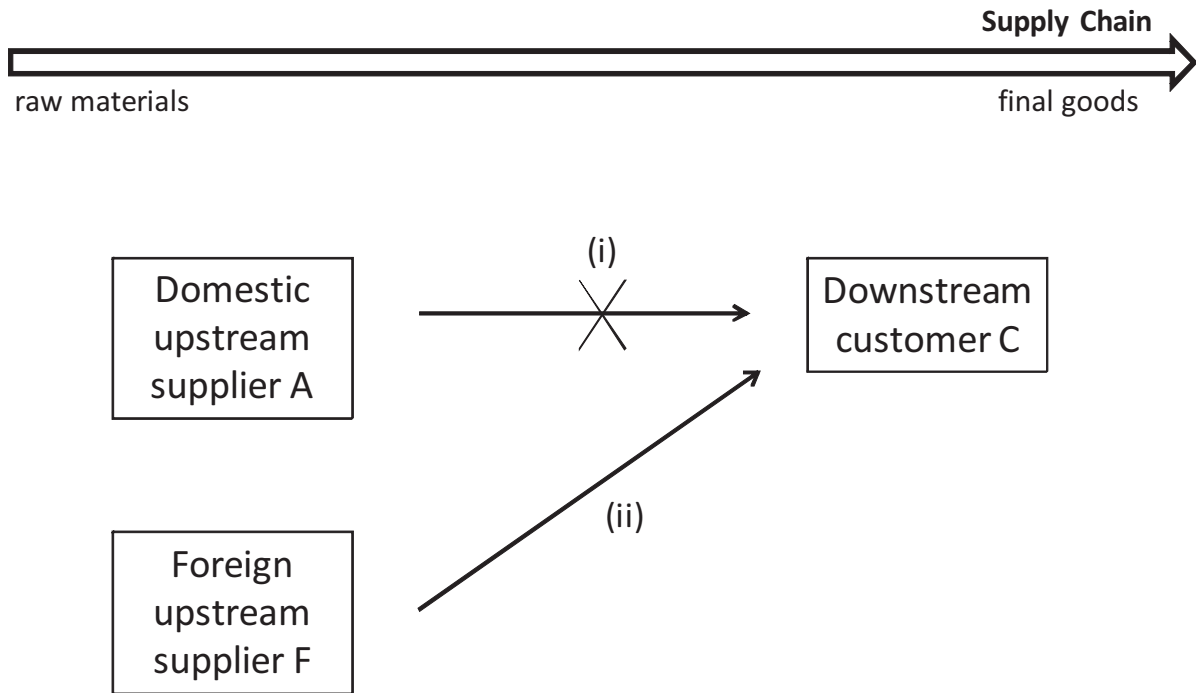 Supply Chain
raw materials
final goods
(i)
Domestic
upstream
supplier A
Downstream
customer C
(ii)
Foreign
upstream
supplier F